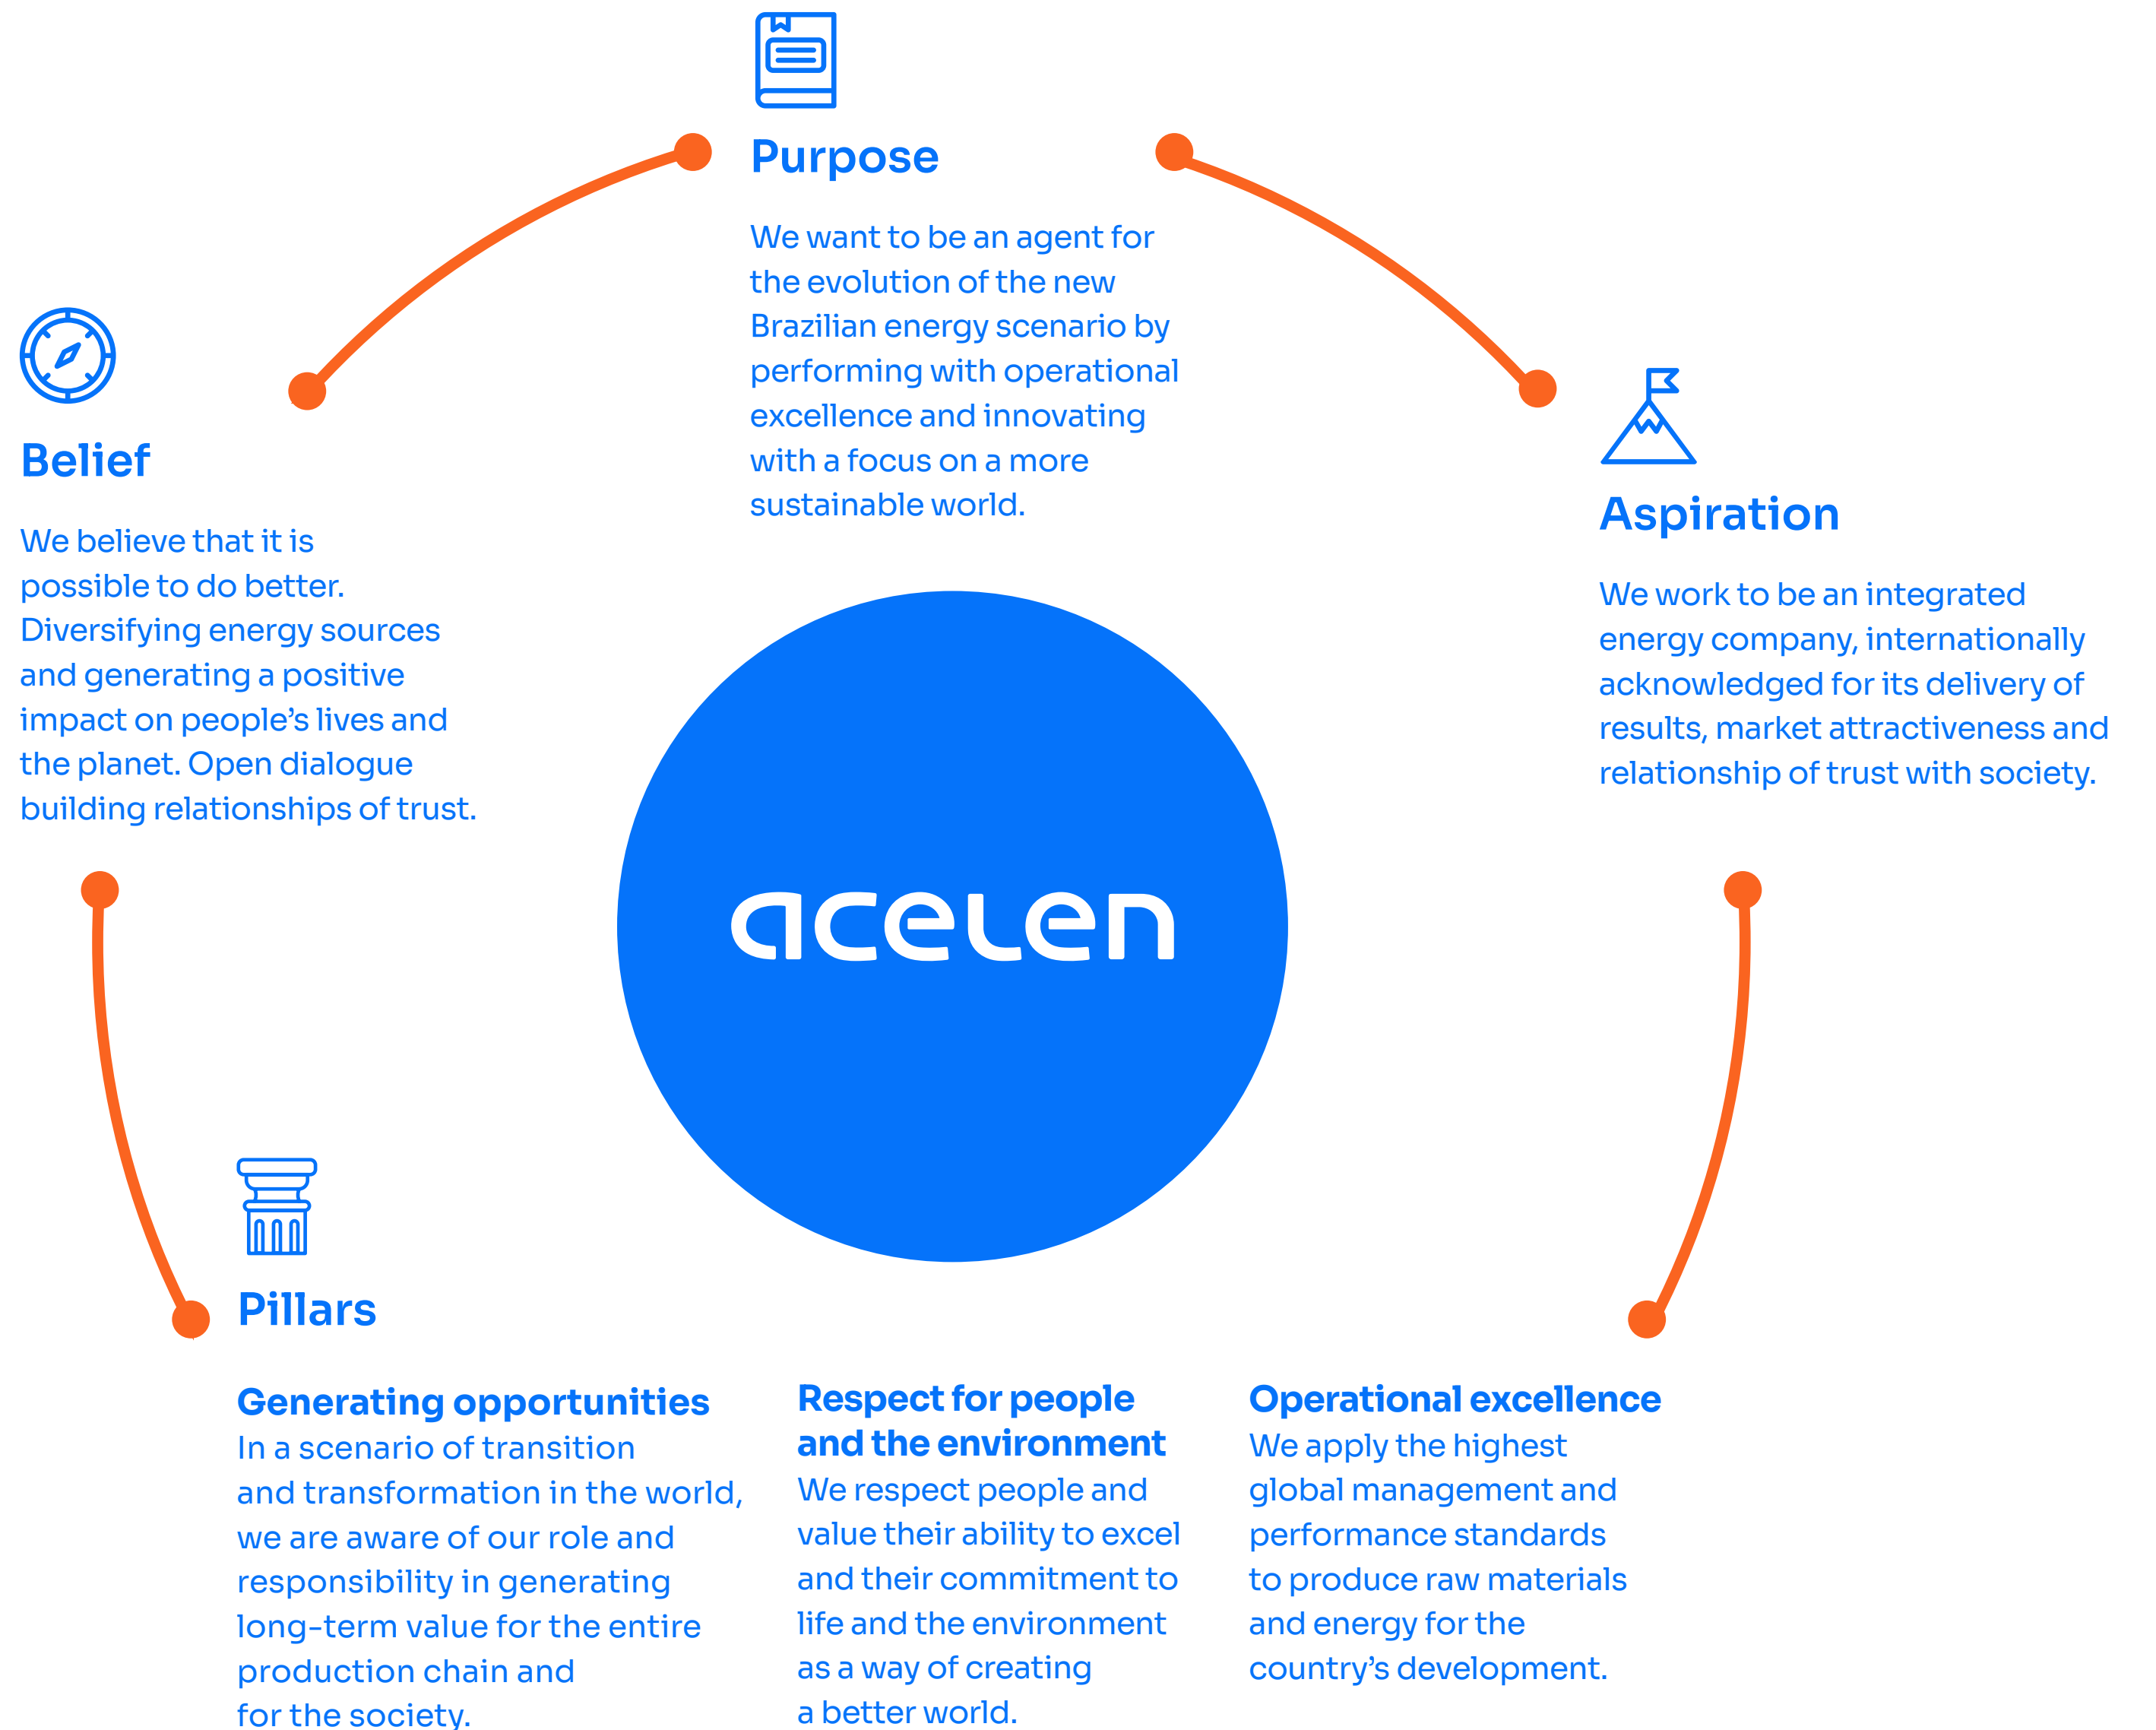 Purpose
We want to be an agent for
the evolution of the new
Brazilian energy scenario by
performing with operational
excellence and innovating
with a focus on a more
sustainable world.
Belief
We believe that it is
possible to do better.
Diversifying energy sources
and generating a positive
impact on people’s lives and
the planet. Open dialogue
building relationships of trust.
Aspiration
We work to be an integrated
energy company, internationally
acknowledged for its delivery of
results, market attractiveness and
relationship of trust with society.
acelen
Pillars
Generating opportunities
In a scenario of transition
and transformation in the world,
we are aware of our role and
responsibility in generating
long-term value for the entire
production chain and
for the society.
Respect for people
and the environment
We respect people and
value their ability to excel
and their commitment to
life and the environment
as a way of creating
a better world.
Operational excellence
We apply the highest
global management and
performance standards
to produce raw materials
and energy for the
country’s development.